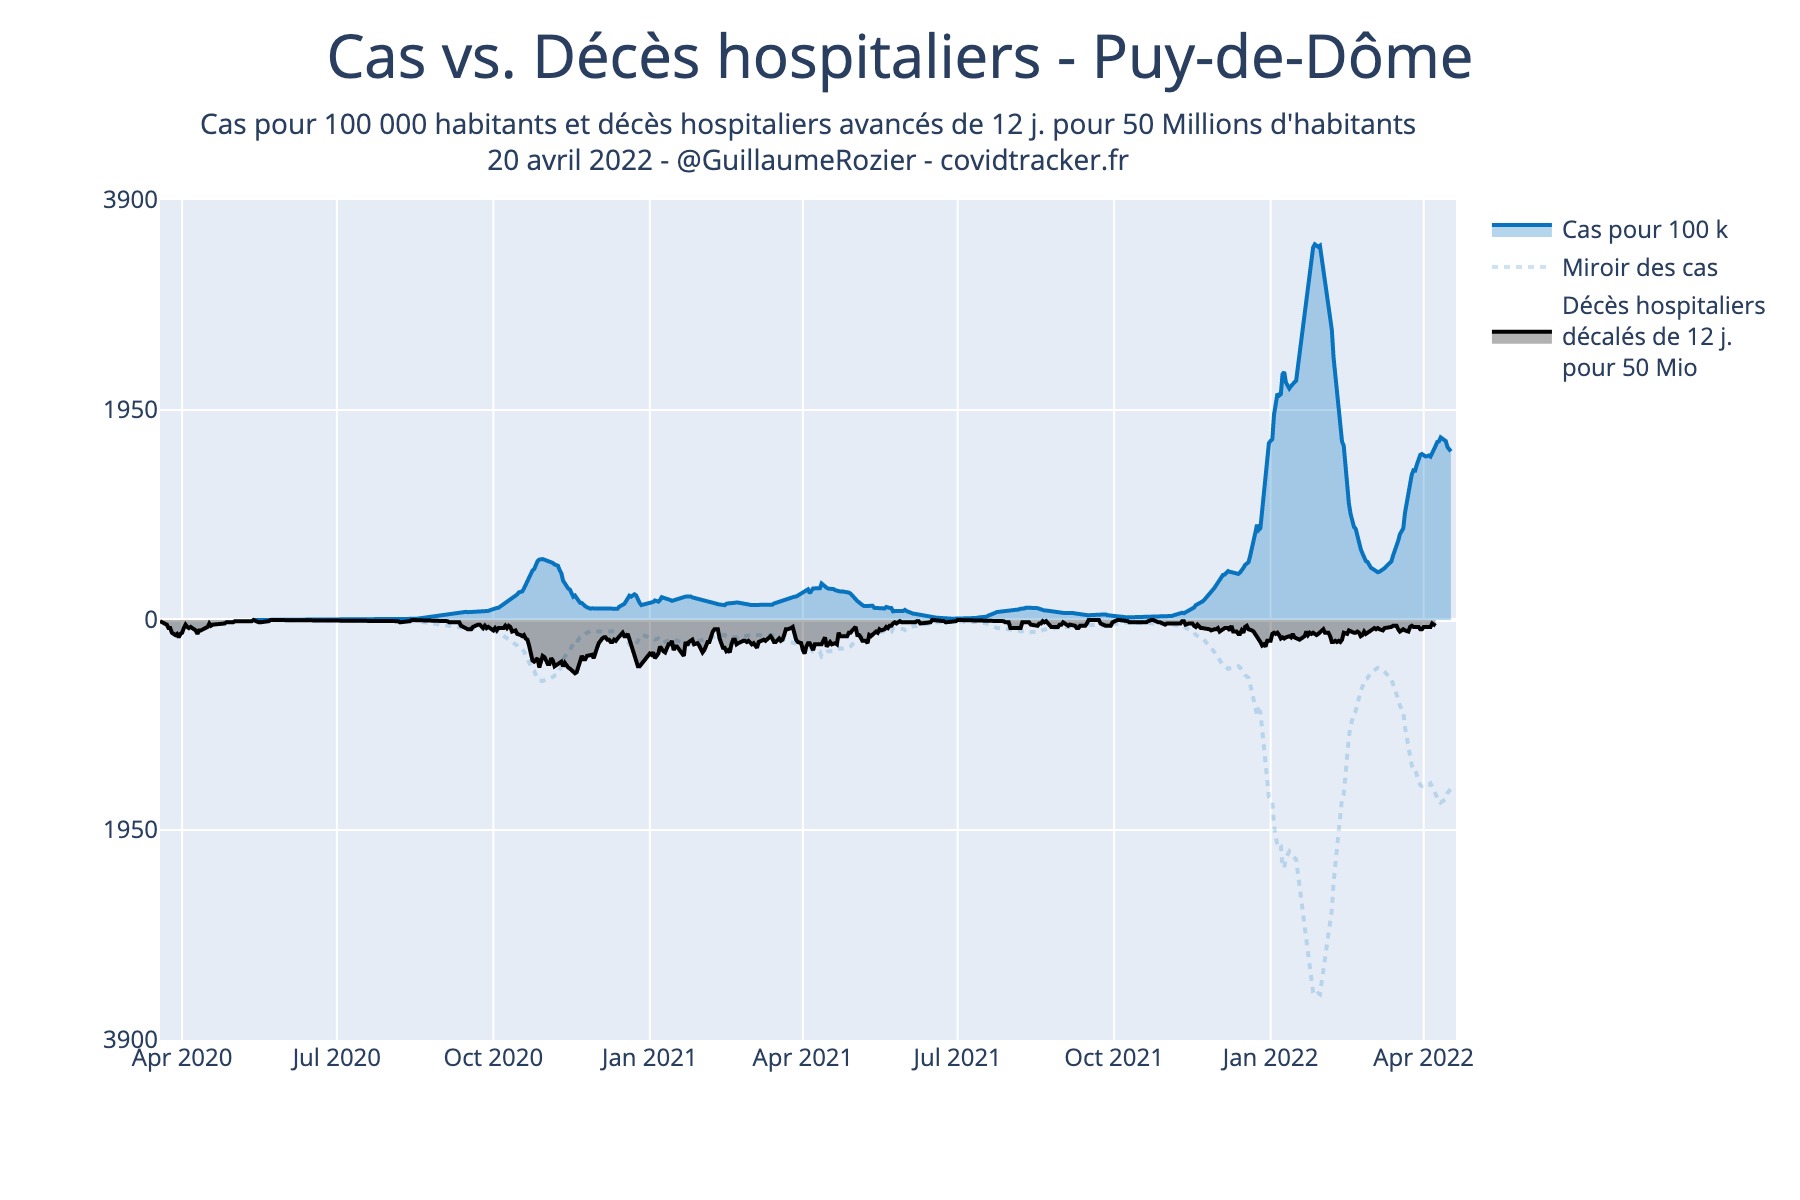 Cas vs. Décès hospitaliers - Puy-de-Dôme
Cas pour 100 000 habitants et décès hospitaliers avancés de 12 j. pour 50 Millions d'habitants
20 avril 2022 - @GuillaumeRozier - covidtracker.fr
3900
1950
0
1950
3900
Apr 2020
Jul 2020
Oct 2020
Jan 2021
Apr 2021
Jul 2021
Oct 2021
Jan 2022
Apr 2022
Cas pour 100 k
Miroir des cas
Décès hospitaliers
décalés de 12 j.
pour 50 Mio